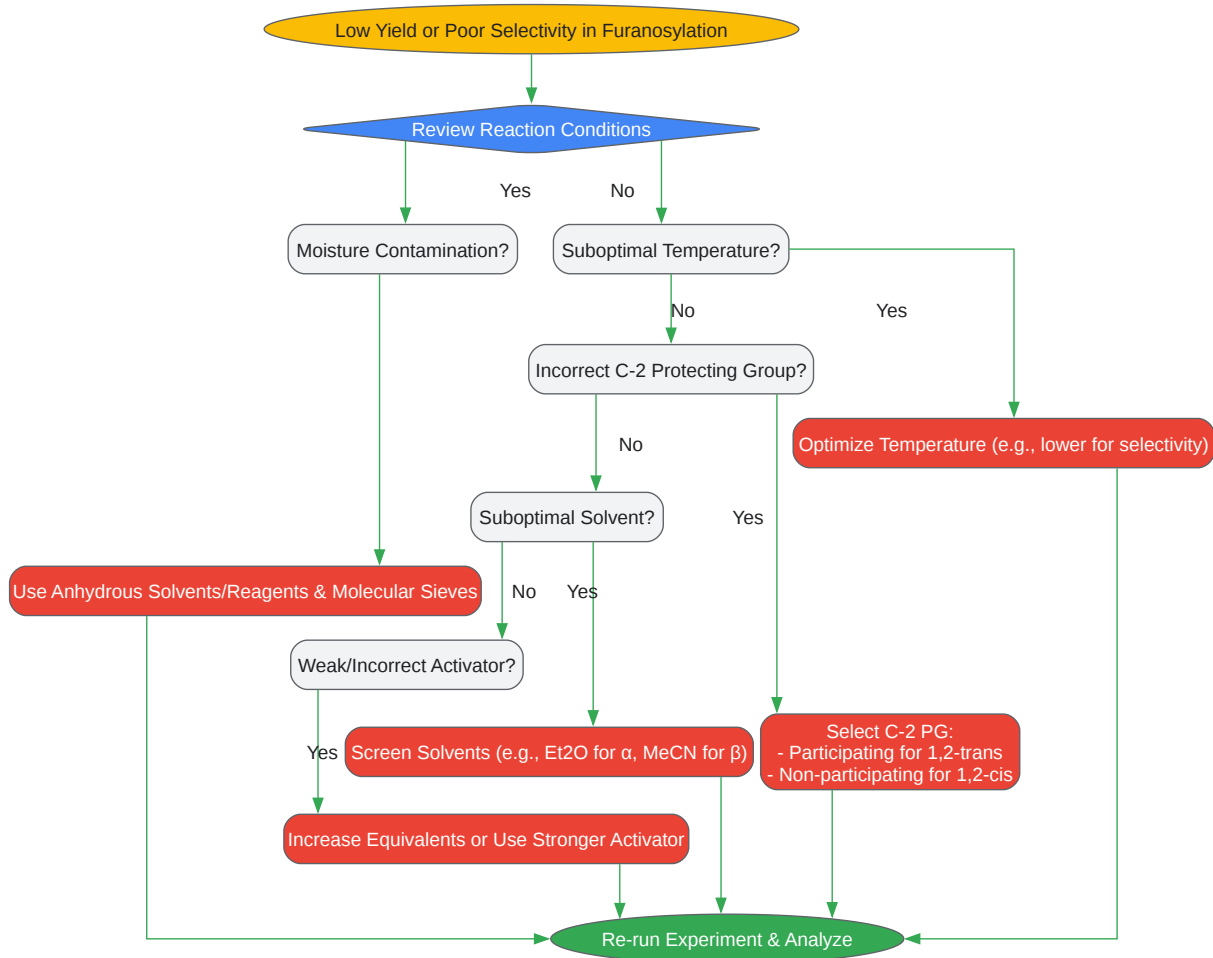 Low Yield or Poor Selectivity in Furanosylation
Review Reaction Conditions
Yes
No
Moisture Contamination?
Suboptimal Temperature?
No
Yes
Incorrect C-2 Protecting Group?
No
Optimize Temperature (e.g., lower for selectivity)
Suboptimal Solvent?
Yes
Use Anhydrous Solvents/Reagents & Molecular Sieves
No
Yes
Weak/Incorrect Activator?
Yes
Screen Solvents (e.g., Et2O for α, MeCN for β)
Select C-2 PG:
- Participating for 1,2-trans
- Non-participating for 1,2-cis
Increase Equivalents or Use Stronger Activator
Re-run Experiment & Analyze